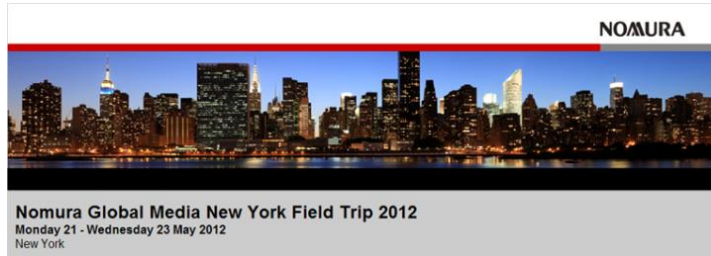 NOMURA
Nomura Global Media New York Field Trip 2012
Monday 21 - Wednesday 23 May 2012
New York